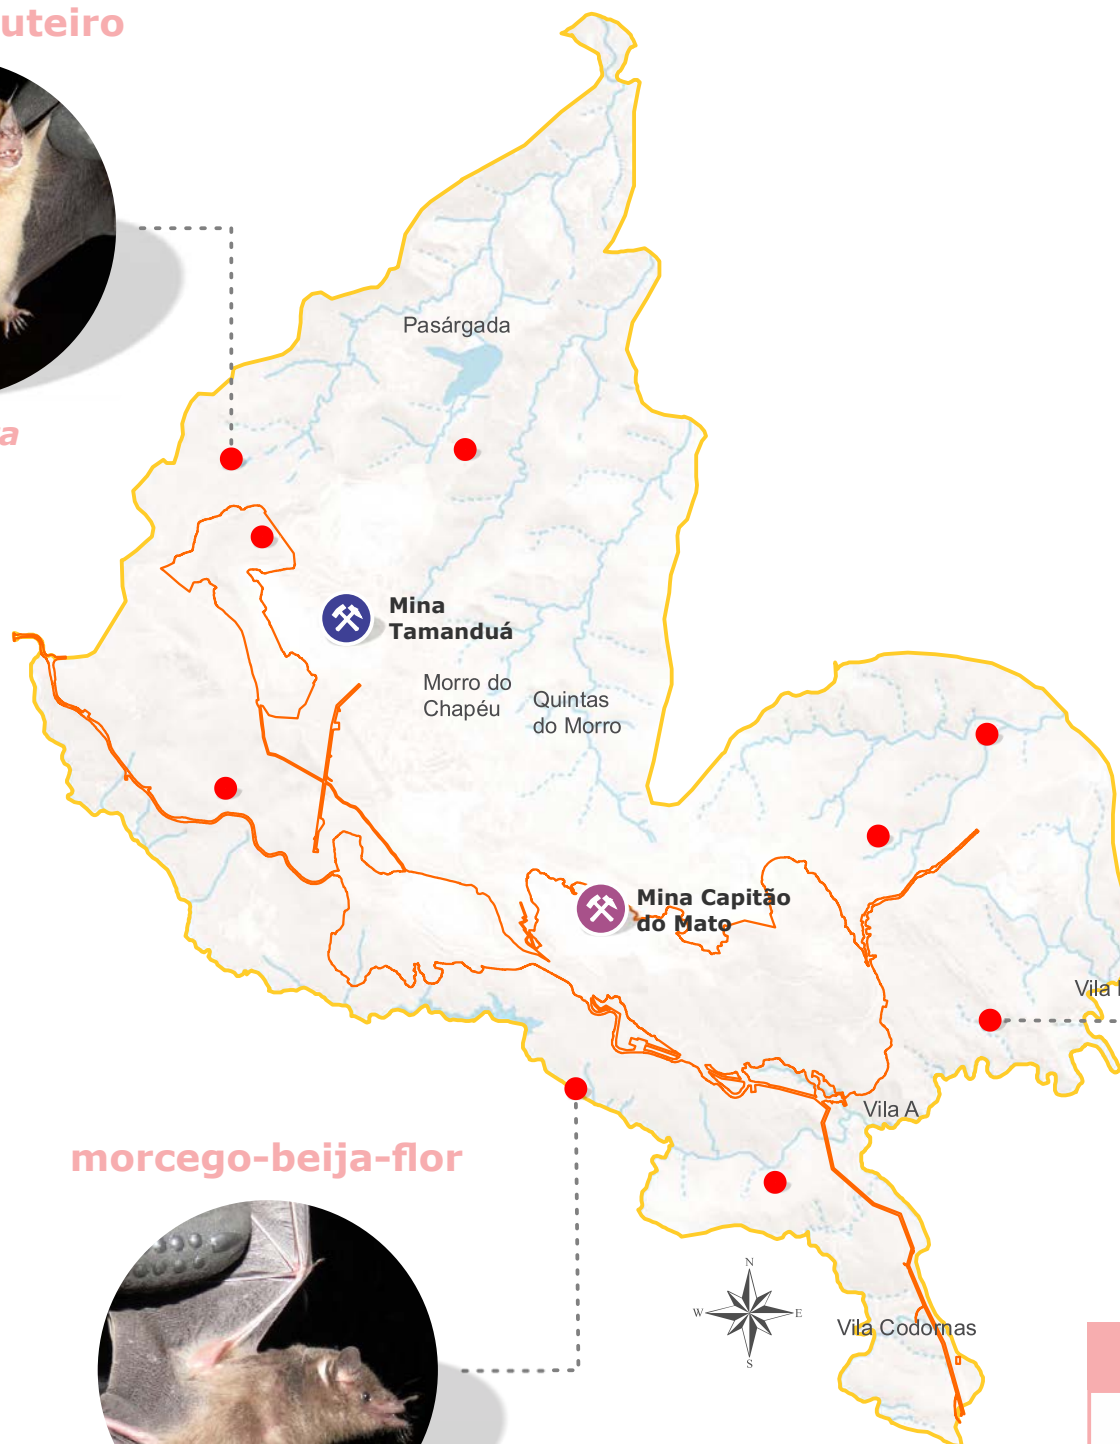 uteiro
a
Pasárgada
Mina
Tamanduá
Morro do
Chapéu
Quintas
do Morro
Mina Capitão
do Mato
Vila
Vila A
morcego-beija-flor
N
W
E
S
Vila Codornas